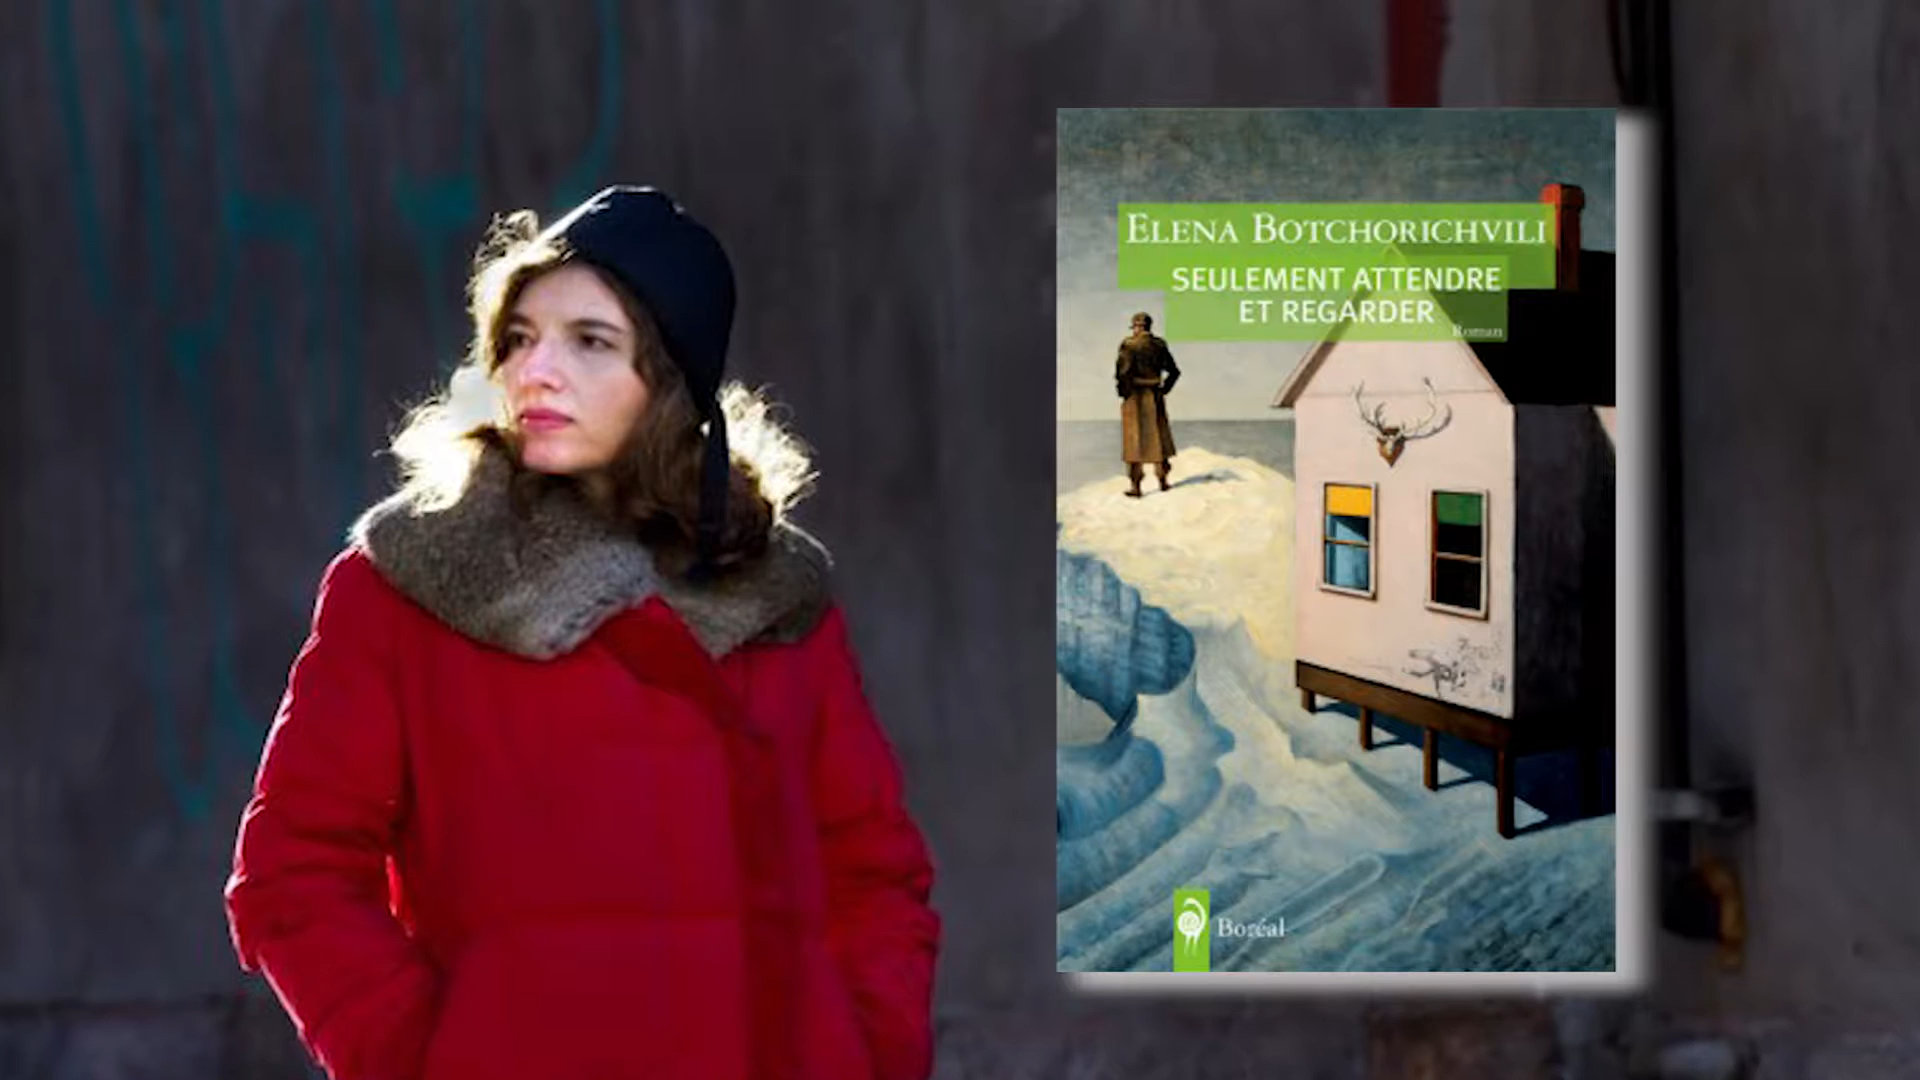 ELENA BOTCHORICHVILI
SEULEMENT ATTENDRE
ET REGARDER
Roman
Boréal